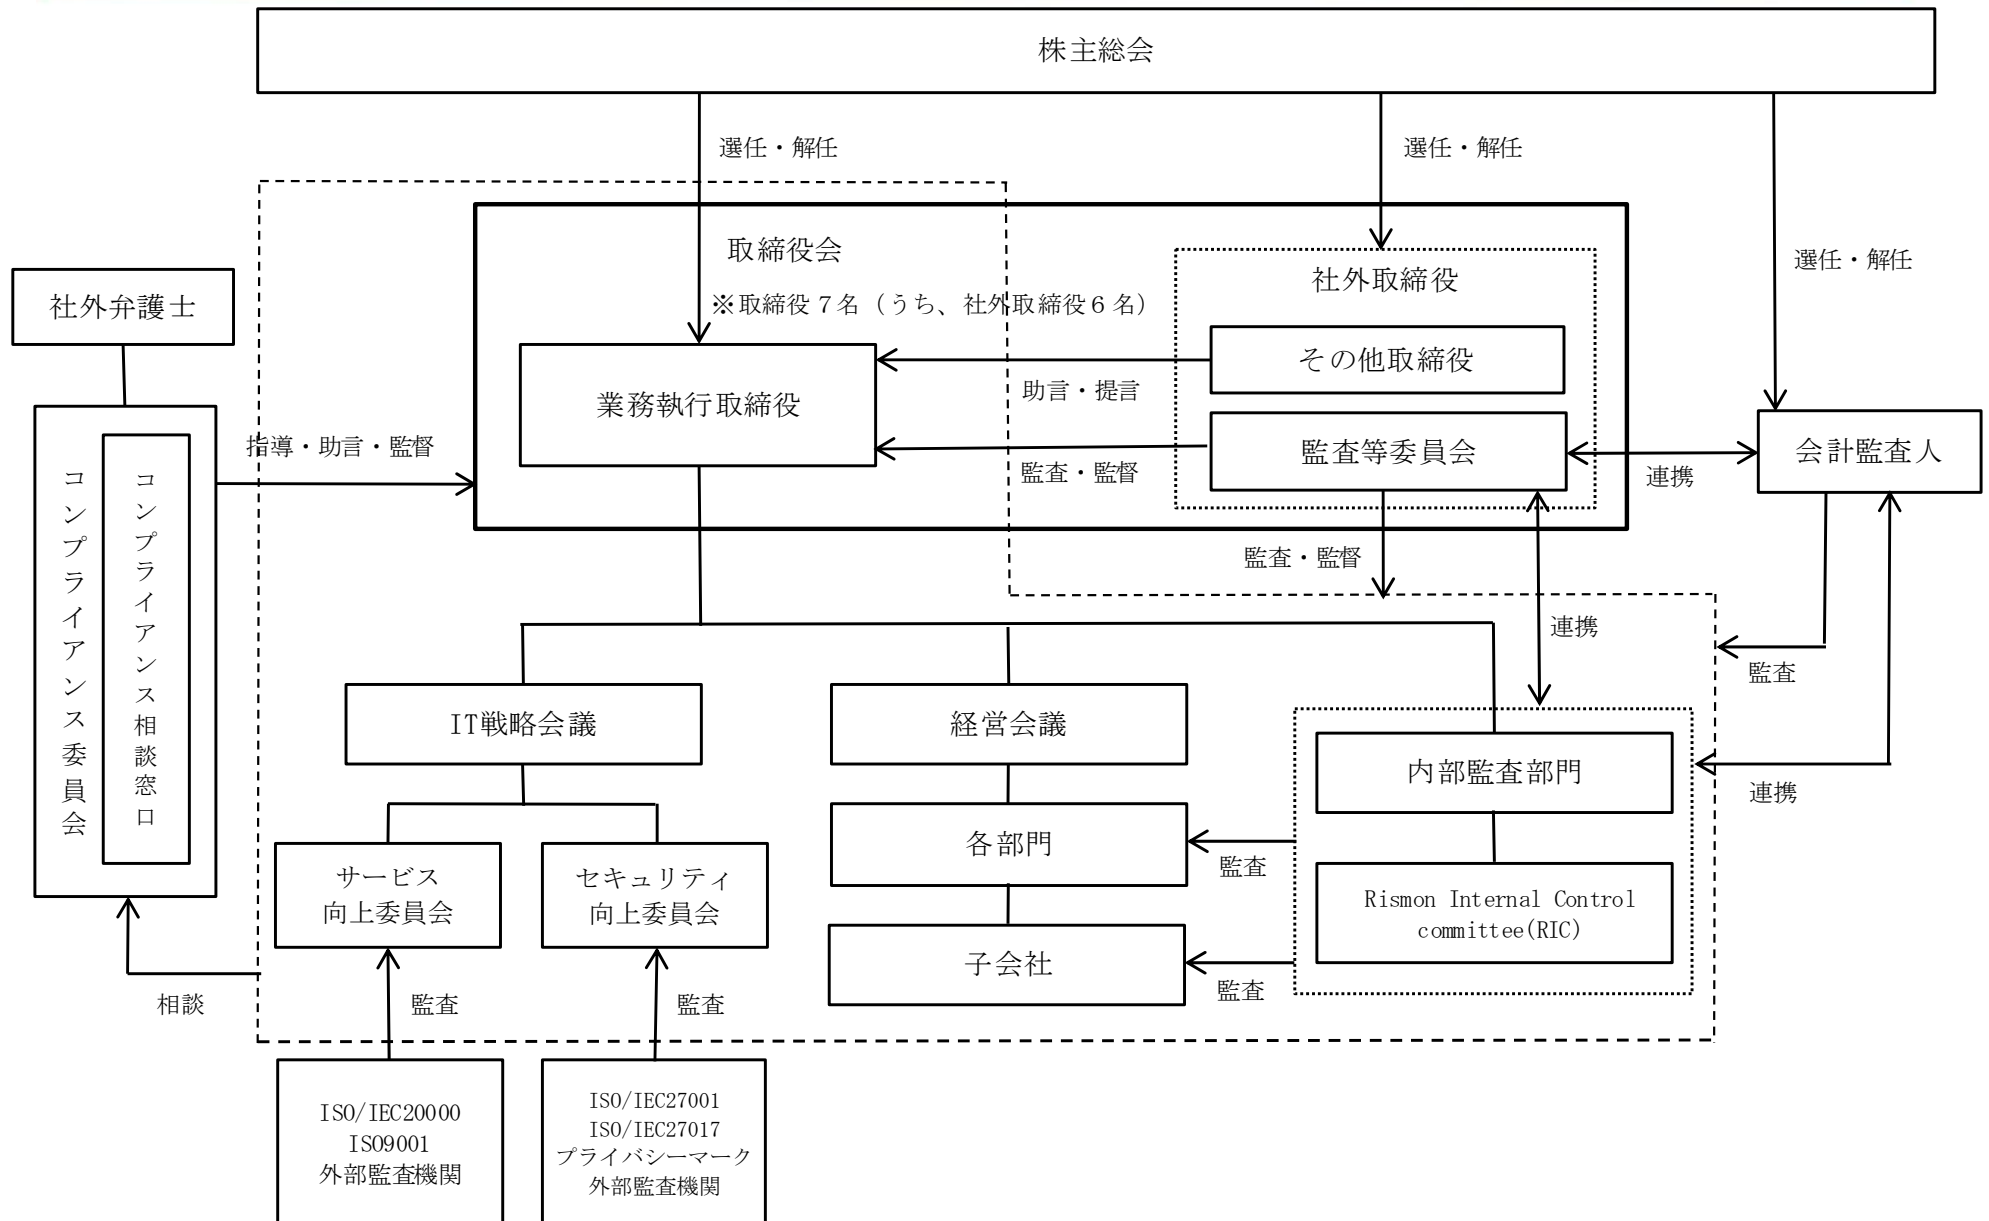 株主総会
選任・解任
選任・解任
選任・解任
取締役会
※取締役７名（うち、社外取締役６名）
社外取締役
その他取締役
監査等委員会
業務執行取締役
助言・提言
監査・監督
連携
会計監査人
社外弁護士
コンプライアンス委員会
コンプライアンス相談窓口
指導・助言・監督
監査・監督
連携
監査
連携
IT戦略会議
経営会議
内部監査部門
各部門
監査
Rismon Internal Control
committee(RIC)
サービス
向上委員会
セキュリティ
向上委員会
子会社
監査
相談
監査
監査
ISO/IEC20000
ISO9001
外部監査機関
ISO/IEC27001
ISO/IEC27017
プライバシーマーク
外部監査機関